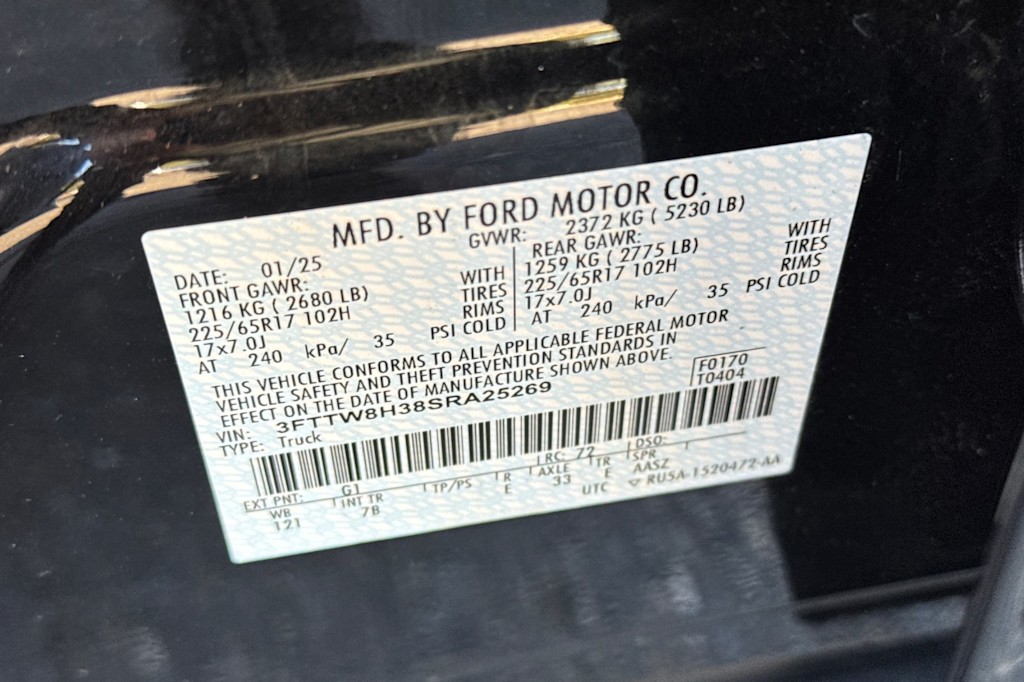 MFD. BY FORD MOTOR CO.
DATE: 01/25 GVWR: 2372 KG ( 5230 LB)
FRONT GAWR: WITH REAR GAWR: WITH
1216 KG ( 2680 LB) TIRES 1259 KG ( 2775 LB) TIRES
225/65R17 102H RIMS 225/65R17 102H RIMS
17x7.0J PSI COLD 17x7.0J PSI COLD
AT 240 kPa/ 35 AT 240 kPa/ 35
THIS VEHICLE CONFORMS TO ALL APPLICABLE FEDERAL MOTOR
VEHICLE SAFETY AND THEFT PREVENTION STANDARDS IN
EFFECT ON THE DATE OF MANUFACTURE SHOWN ABOVE.
VIN: 3FTTW8H38SRA25269 F0170
TYPE: Truck T0404
EXT PNT: G1 RC: 72 DSO:
WB INT TR TP/PS R AXLE TR SPR
121 7B E 33 E AASZ
UTC ▽ RU5A-1520472-AA